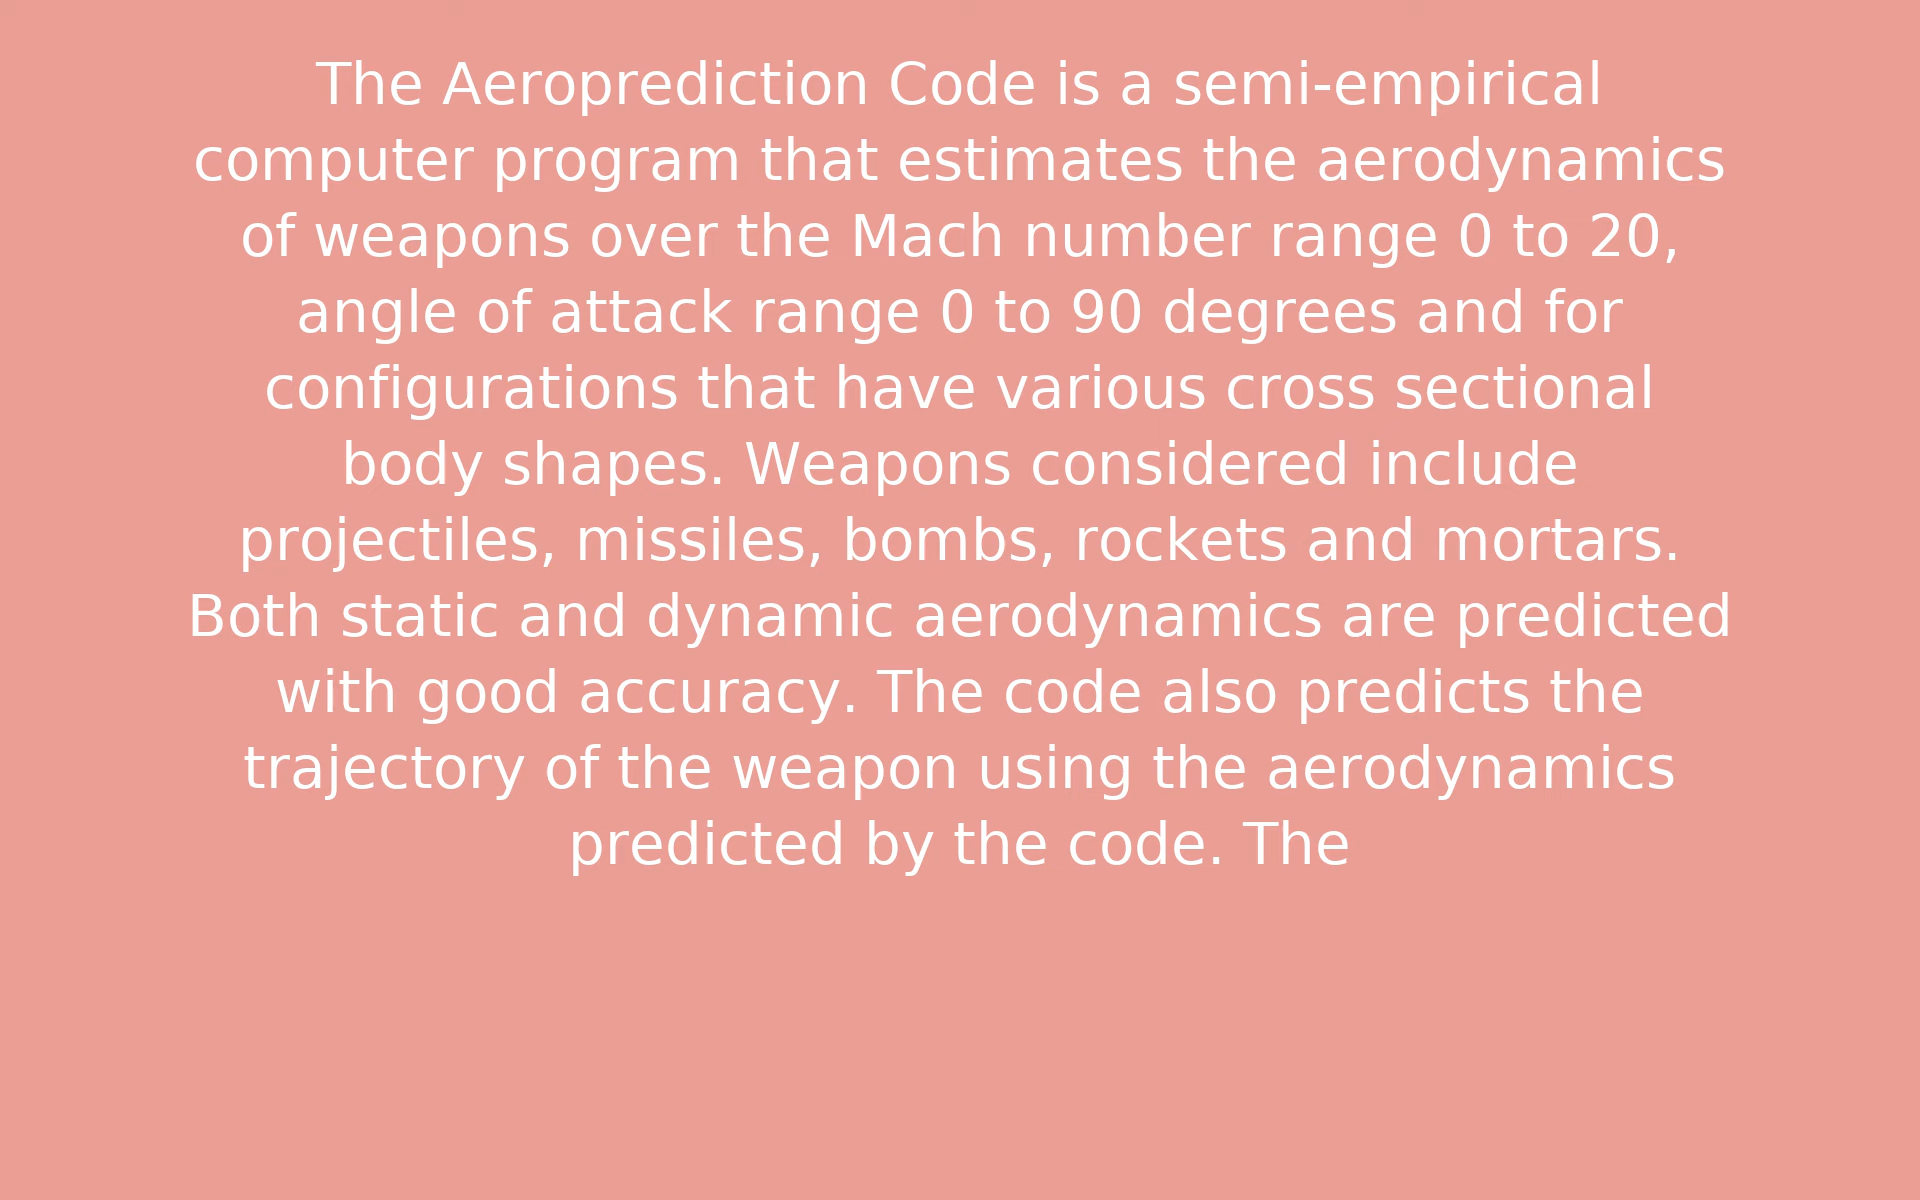 The Aeroprediction Code is a semi-empirical
computer program that estimates the aerodynamics
of weapons over the Mach number range 0 to 20,
angle of attack range 0 to 90 degrees and for
configurations that have various cross sectional
body shapes. Weapons considered include
projectiles, missiles, bombs, rockets and mortars.
Both static and dynamic aerodynamics are predicted
with good accuracy. The code also predicts the
trajectory of the weapon using the aerodynamics
predicted by the code. The